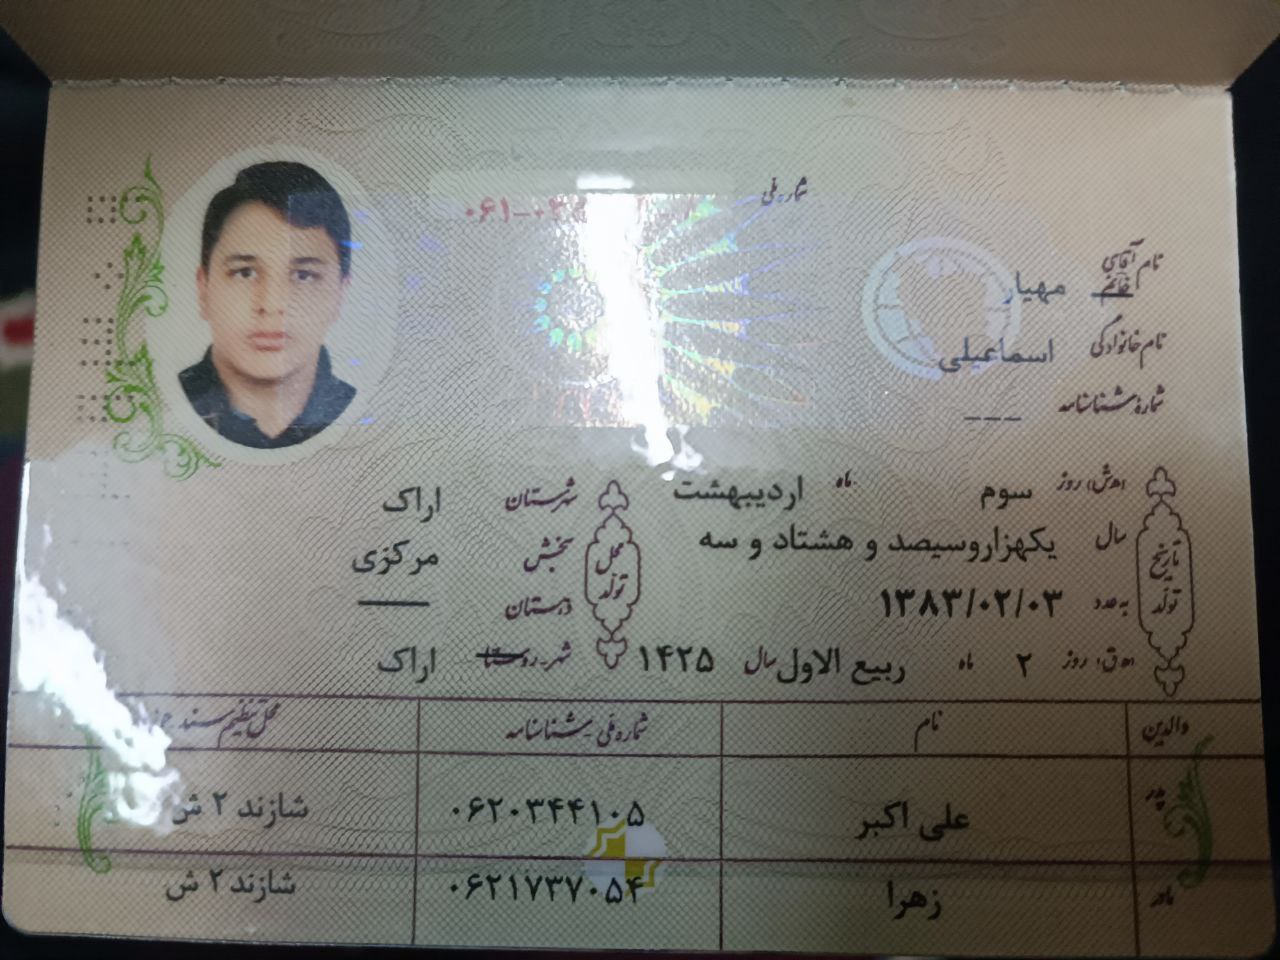 شماره ملی
نام آقای خانم مهیار
نام خانوادگی اسماعیلی
شمارهٔ شناسنامه ---
تاریخ تولد
(ه.ش) روز سوم ماه اردیبهشت
سال یکهزاروسیصد و هشتاد و سه
به عدد ۱۳۸۳/۰۲/۰۳
(ه.ق) روز ۲ ماه ربیع الاول سال ۱۴۲۵
محل تولد
شهرستان اراک
بخش مرکزی
دهستان ——
شهر-روستا اراک
والدین نام شماره ملی-شناسنامه محل تنظیم سند
پدر علی اکبر ۰۶۲۰۳۴۴۱۰۵ شازند ۲ ش
مادر زهرا ۰۶۲۱۷۳۷۰۵۴ شازند ۲ ش